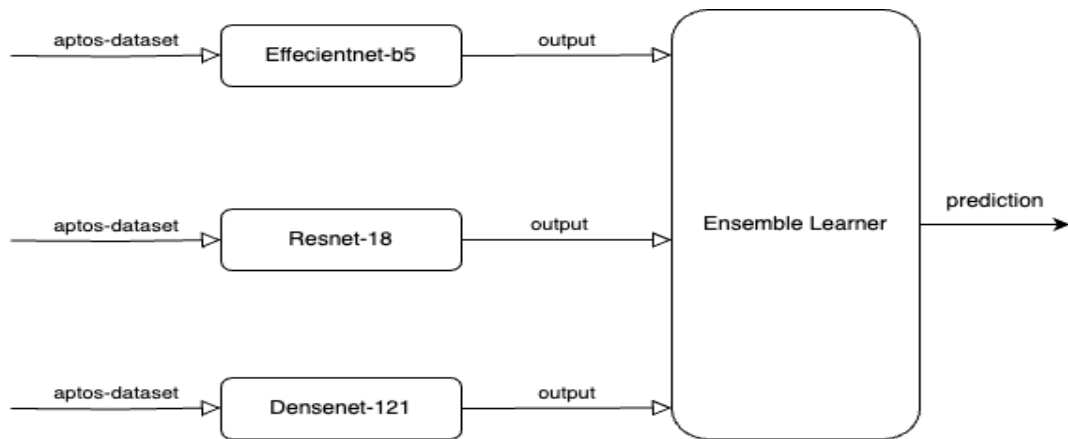 aptos-dataset
Effecientnet-b5
output
aptos-dataset
Resnet-18
output
Ensemble Learner
prediction
aptos-dataset
Densenet-121
output